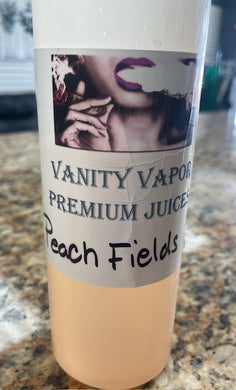 VANITY VAPOR
PREMIUM JUICES
Peach Fields